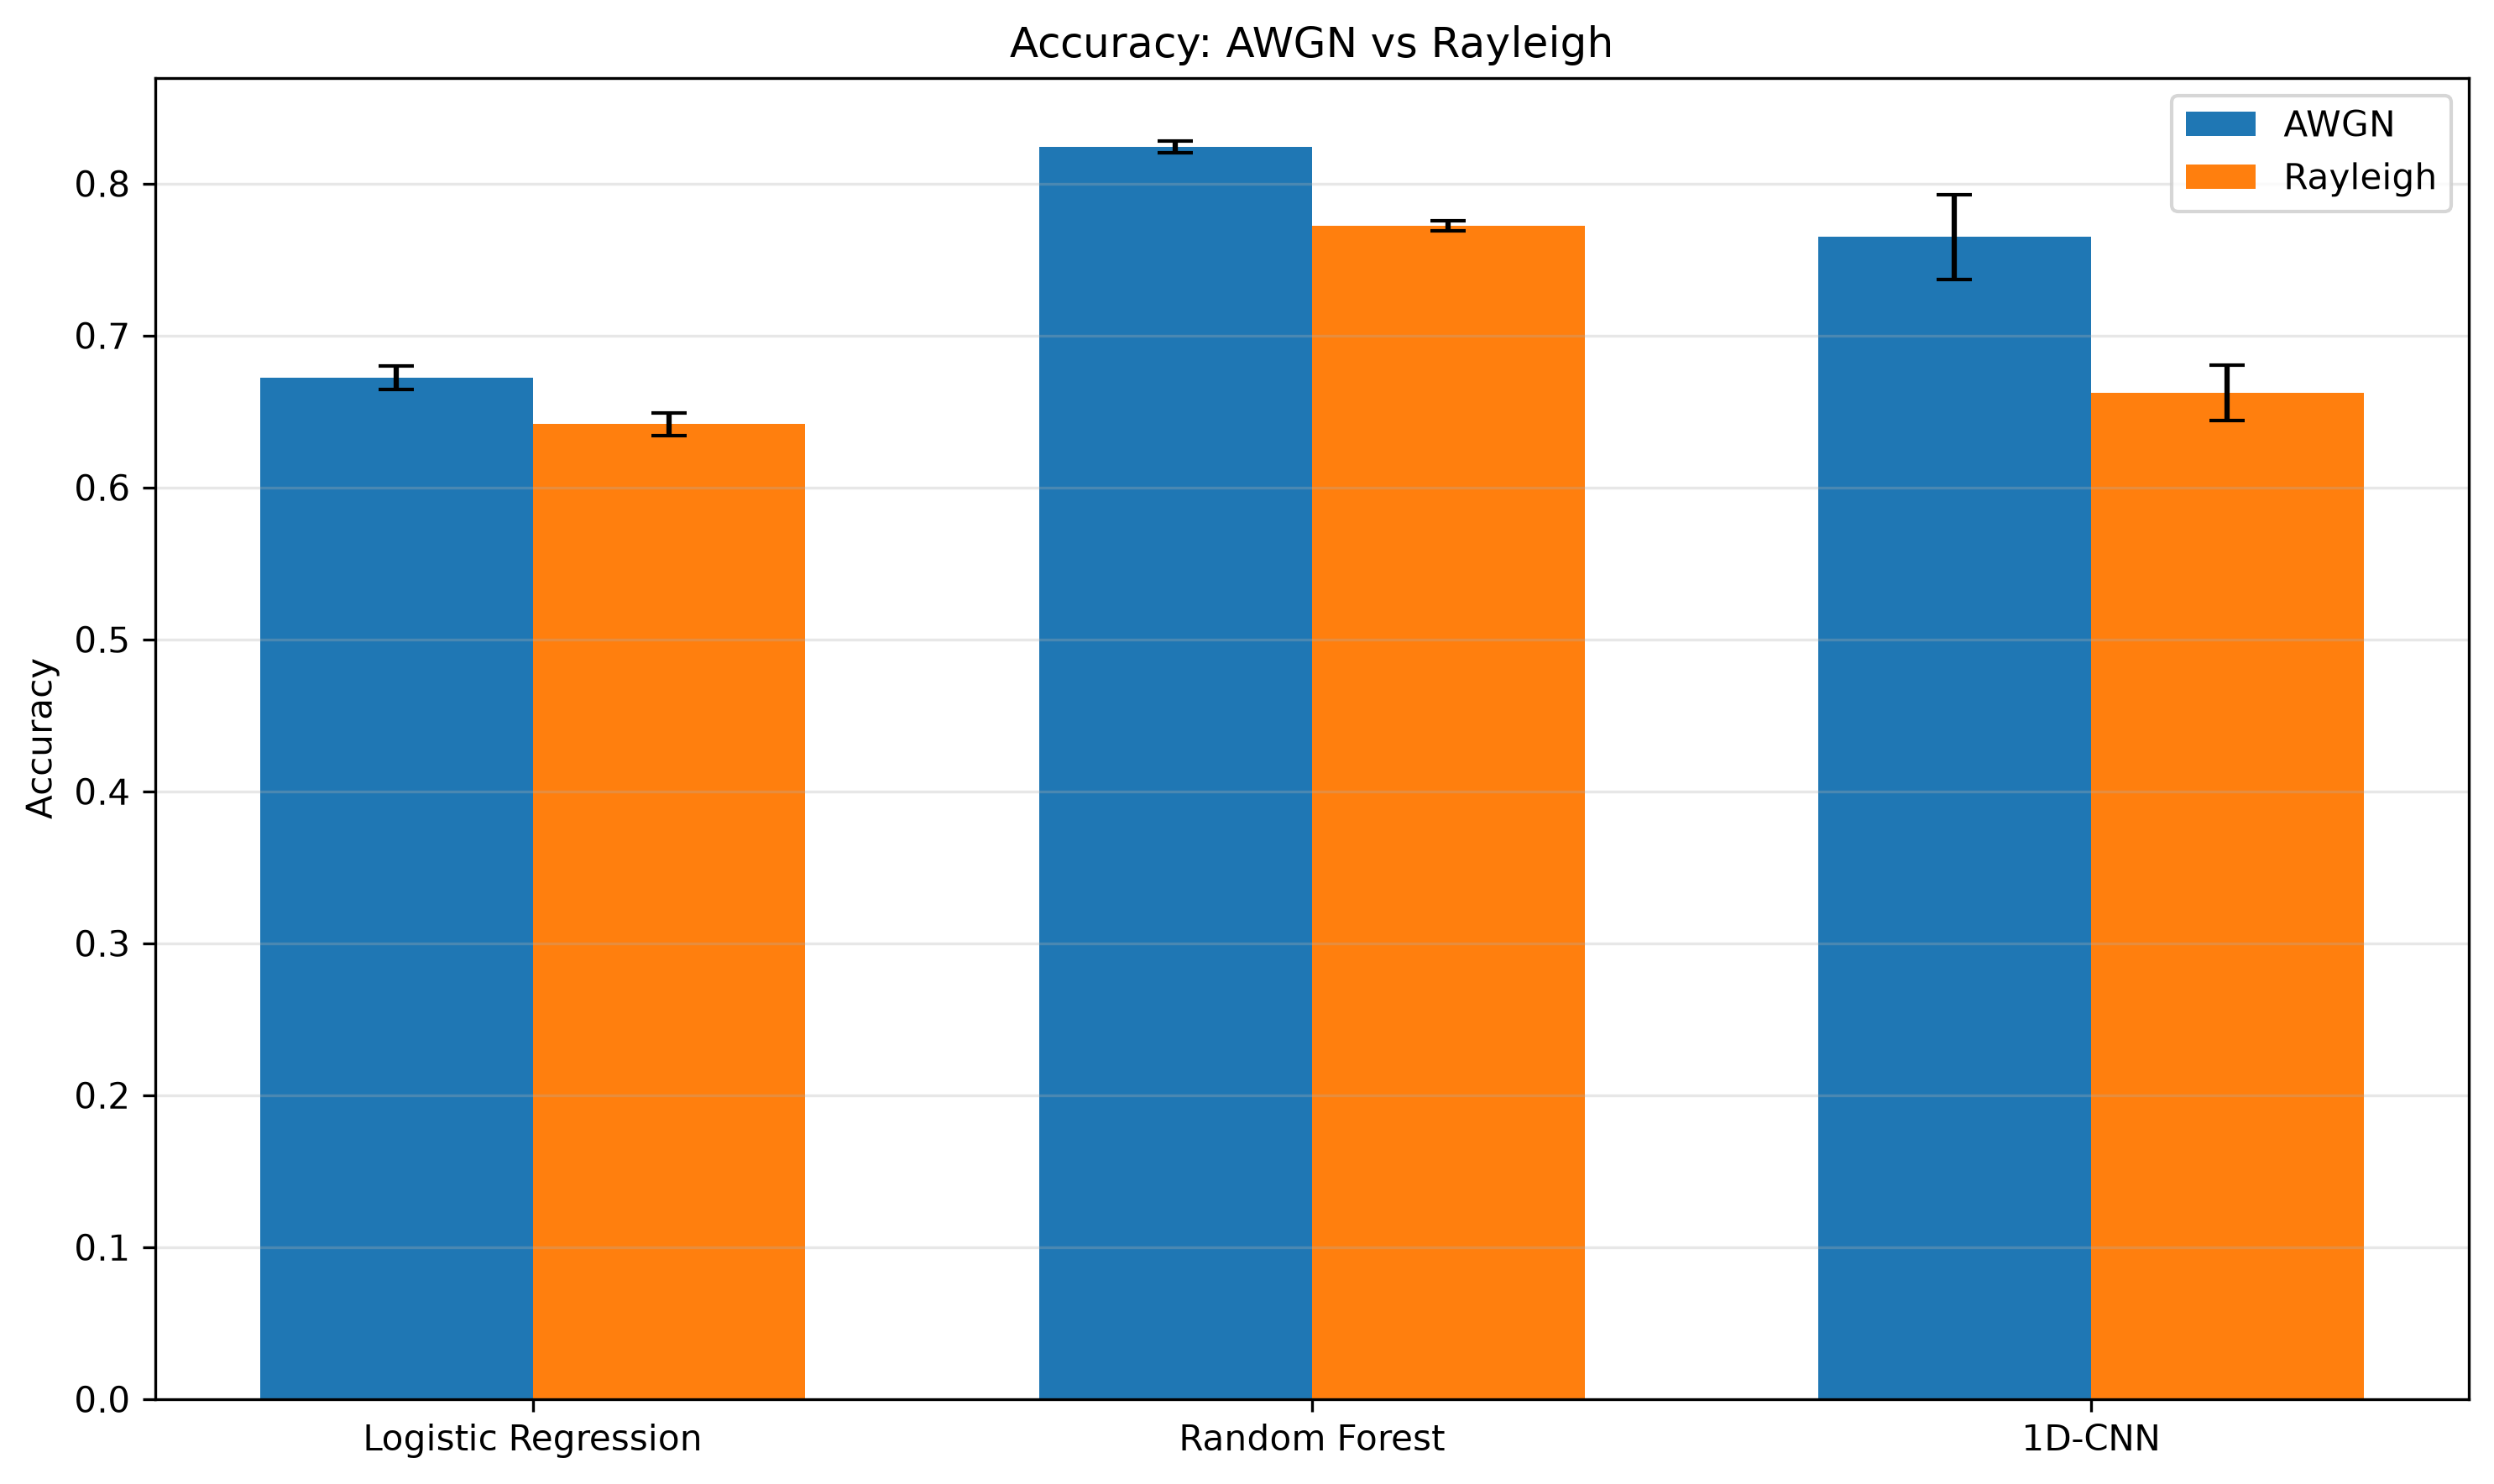 Accuracy: AWGN vs Rayleigh
AWGN
Rayleigh
Accuracy
0.8
0.7
0.6
0.5
0.4
0.3
0.2
0.1
0.0
Logistic Regression
Random Forest
1D-CNN